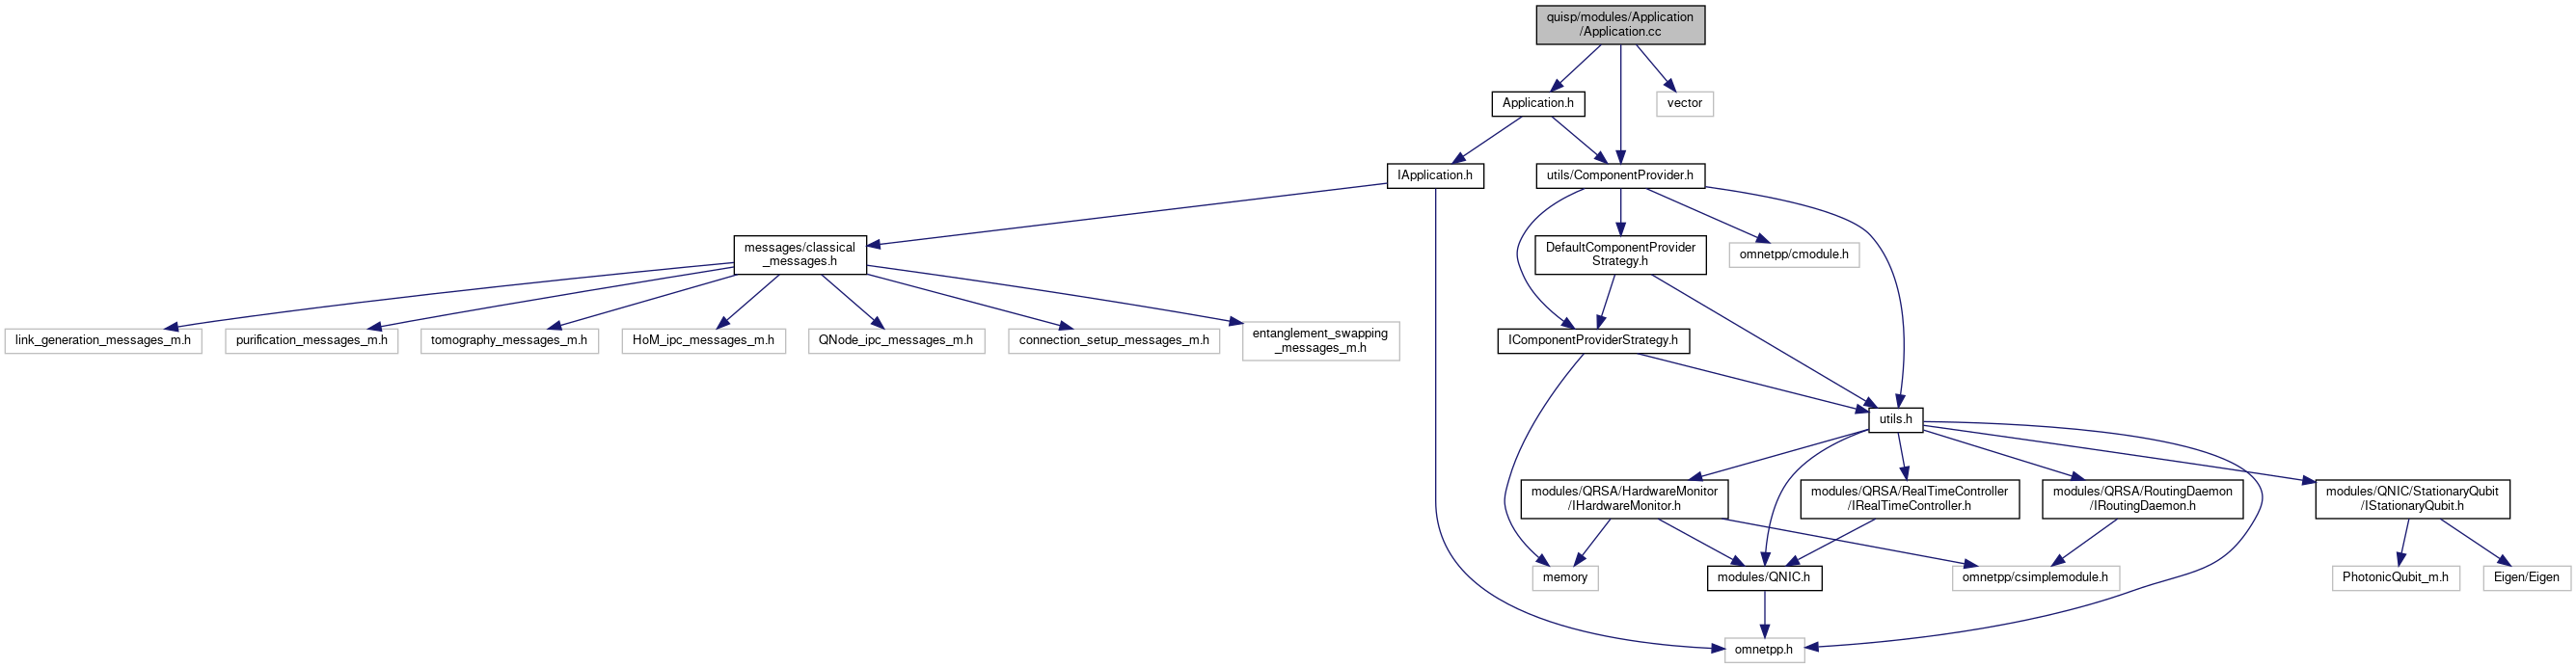 quisp/modules/Application
/Application.cc
Application.h
vector
IApplication.h
utils/ComponentProvider.h
messages/classical
_messages.h
DefaultComponentProvider
Strategy.h
omnetpp/cmodule.h
link_generation_messages_m.h
purification_messages_m.h
tomography_messages_m.h
HoM_ipc_messages_m.h
QNode_ipc_messages_m.h
connection_setup_messages_m.h
entanglement_swapping
_messages_m.h
IComponentProviderStrategy.h
utils.h
modules/QRSA/HardwareMonitor
/IHardwareMonitor.h
modules/QRSA/RealTimeController
/IRealTimeController.h
modules/QRSA/RoutingDaemon
/IRoutingDaemon.h
modules/QNIC/StationaryQubit
/IStationaryQubit.h
memory
modules/QNIC.h
omnetpp/csimplemodule.h
PhotonicQubit_m.h
Eigen/Eigen
omnetpp.h